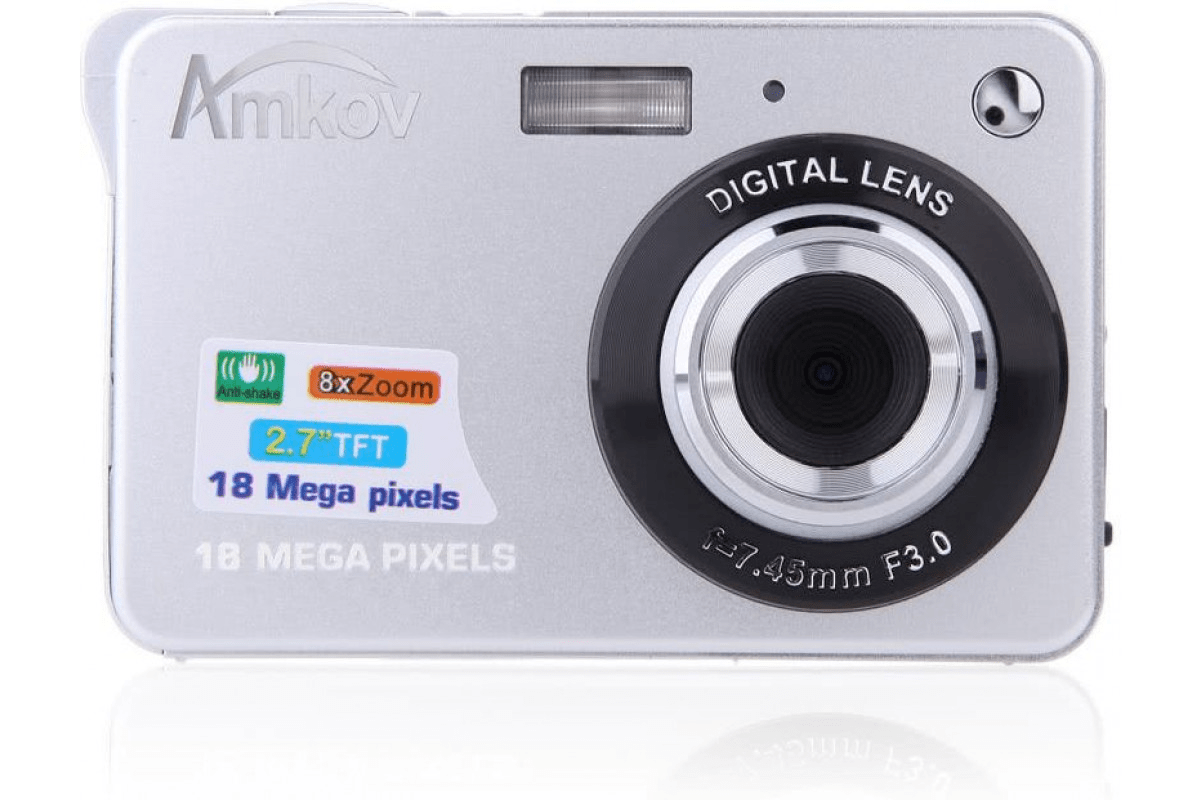 Amkov
DIGITAL LENS
Anti-shake
8xZoom
2.7"TFT
18 Mega pixels
18 MEGA PIXELS
f=7.45mm F3.0